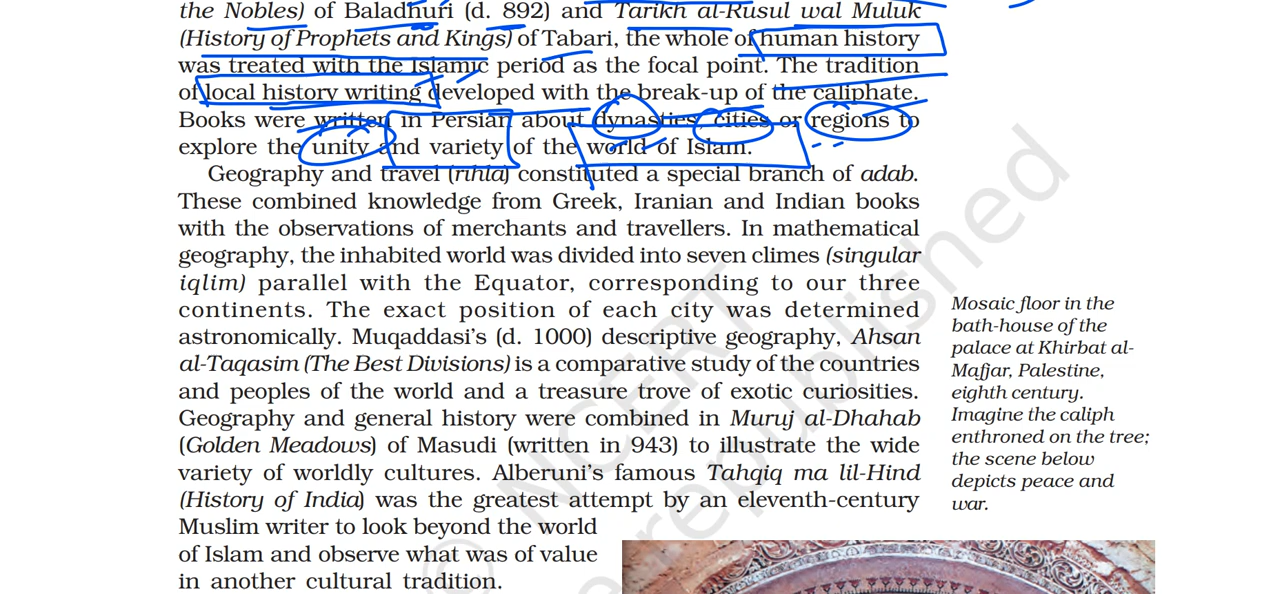 the Nobles) of Baladhuri (d. 892) and Tarikh al-Rusul wal Muluk
(History of Prophets and Kings) of Tabari, the whole of human history
was treated with the Islamic period as the focal point. The tradition
of local history writing developed with the break-up of the caliphate.
Books were written in Persian about dynasties, cities or regions to
explore the unity and variety of the world of Islam.
Geography and travel (rihla) constituted a special branch of adab.
These combined knowledge from Greek, Iranian and Indian books
with the observations of merchants and travellers. In mathematical
geography, the inhabited world was divided into seven climes (singular
iqlim) parallel with the Equator, corresponding to our three
continents. The exact position of each city was determined
astronomically. Muqaddasi's (d. 1000) descriptive geography, Ahsan
al-Taqasim (The Best Divisions) is a comparative study of the countries
and peoples of the world and a treasure trove of exotic curiosities.
Geography and general history were combined in Muruj al-Dhahab
(Golden Meadows) of Masudi (written in 943) to illustrate the wide
variety of worldly cultures. Alberuni's famous Tahqiq ma lil-Hind
(History of India) was the greatest attempt by an eleventh-century
Muslim writer to look beyond the world
of Islam and observe what was of value
in another cultural tradition.
Mosaic floor in the
bath-house of the
palace at Khirbat al-
Mafjar, Palestine,
eighth century.
Imagine the caliph
enthroned on the tree;
the scene below
depicts peace and
war.
© NCERT
republished